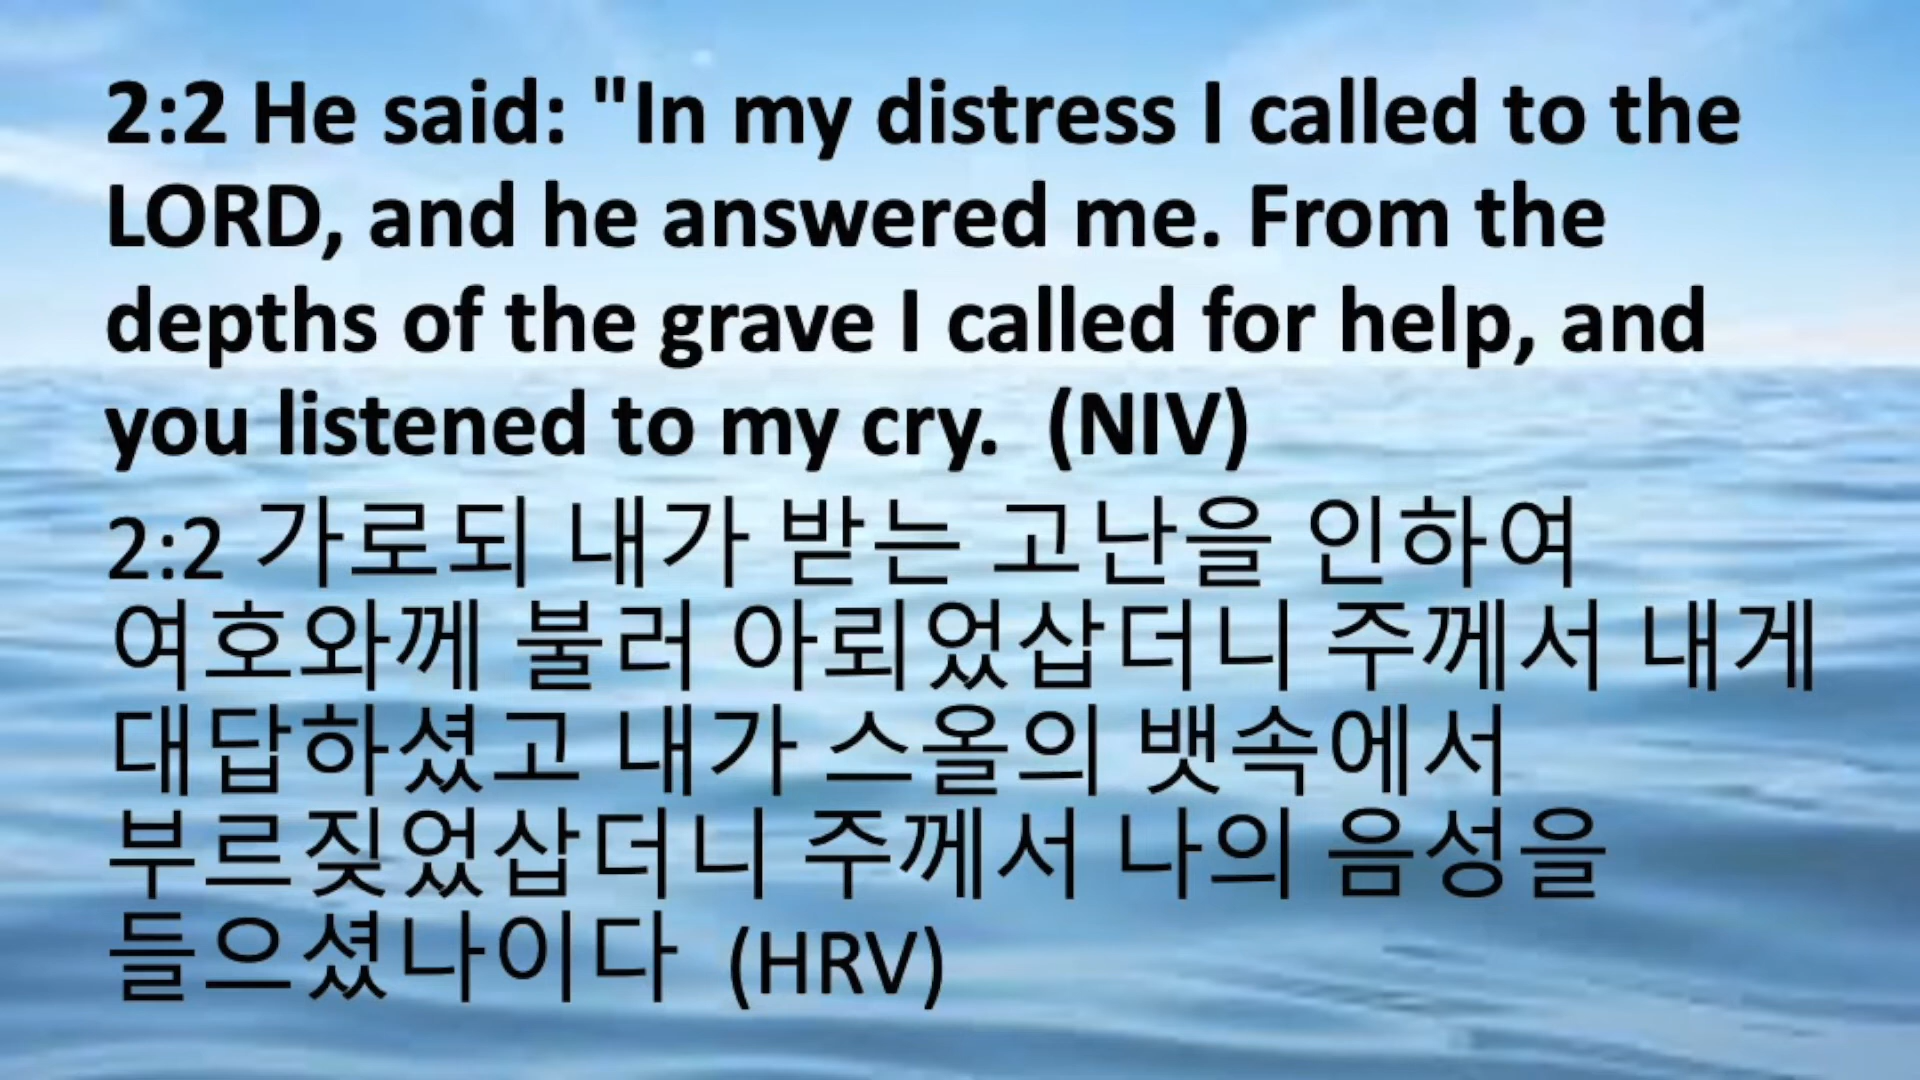 2:2 He said: "In my distress I called to the
LORD, and he answered me. From the
depths of the grave I called for help, and
you listened to my cry.  (NIV)
2:2 가로되 내가 받는 고난을 인하여
여호와께 불러 아뢰었삽더니 주께서 내게
대답하셨고 내가 스올의 뱃속에서
부르짖었삽더니 주께서 나의 음성을
들으셨나이다  (HRV)